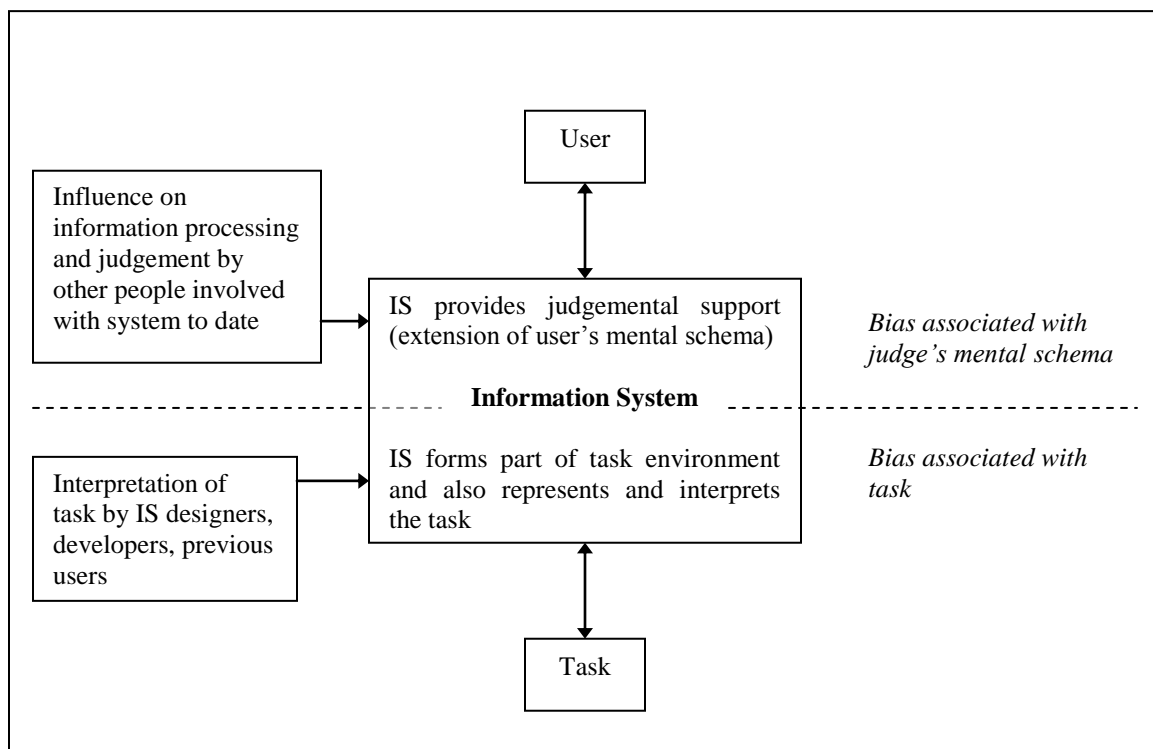 User
Influence on
information processing
and judgement by
other people involved
with system to date
IS provides judgemental support
(extension of user's mental schema)
Bias associated with
judge's mental schema
Information System
Interpretation of
task by IS designers,
developers, previous
users
IS forms part of task environment
and also represents and interprets
the task
Bias associated with
task
Task